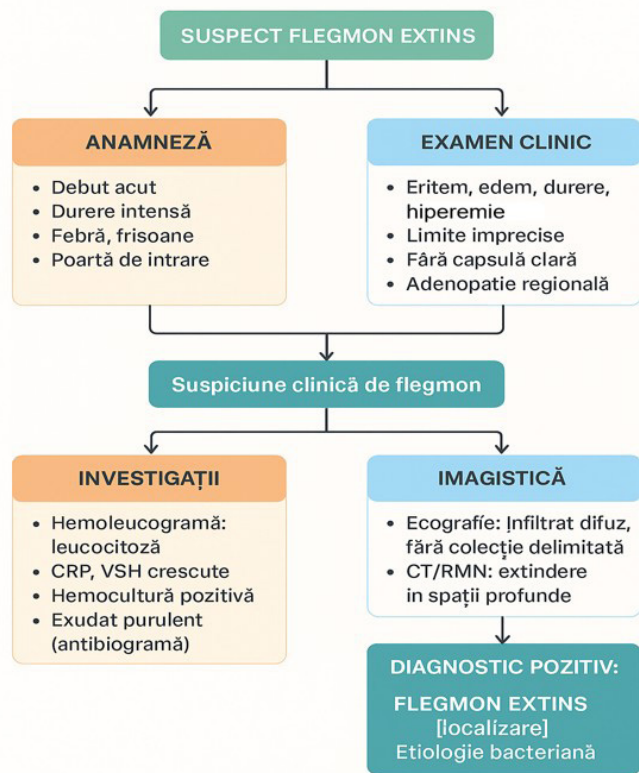 SUSPECT FLEGMON EXTINS
ANAMNEZĂ
• Debut acut
• Durere intensă
• Febră, frisoane
• Poartă de intrare
EXAMEN CLINIC
• Eritem, edem, durere,
hiperemie
• Limite imprecise
• Fâră capsulă clară
• Adenopatie regională
Suspiciune clinică de flegmon
INVESTIGAȚII
• Hemoleucogramă:
leucocitoză
• CRP, VSH crescute
• Hemocultură pozitivă
• Exudat purulent
(antibiogramă)
IMAGISTICĂ
• Ecografíe: Infiltrat difuz,
fără colecție delimitată
• CT/RMN: extindere
in spații profunde
DIAGNOSTIC POZITIV:
FLEGMON EXTINS
[localizare]
Etiologie bacteriană